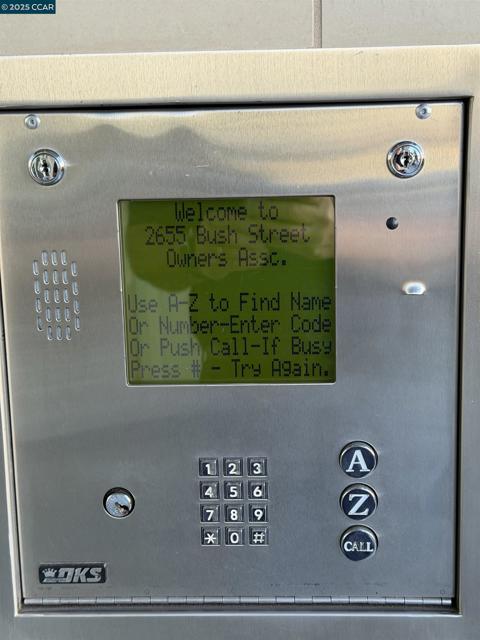 © 2025 CCAR
Welcome to
2655 Bush Street
Owners Assc.
Use A-Z to Find Name
Or Number-Enter Code
Or Push Call-If Busy
Press # - Try Again.
1 2 3
4 5 6
7 8 9
* 0 #
A
Z
CALL
DKS